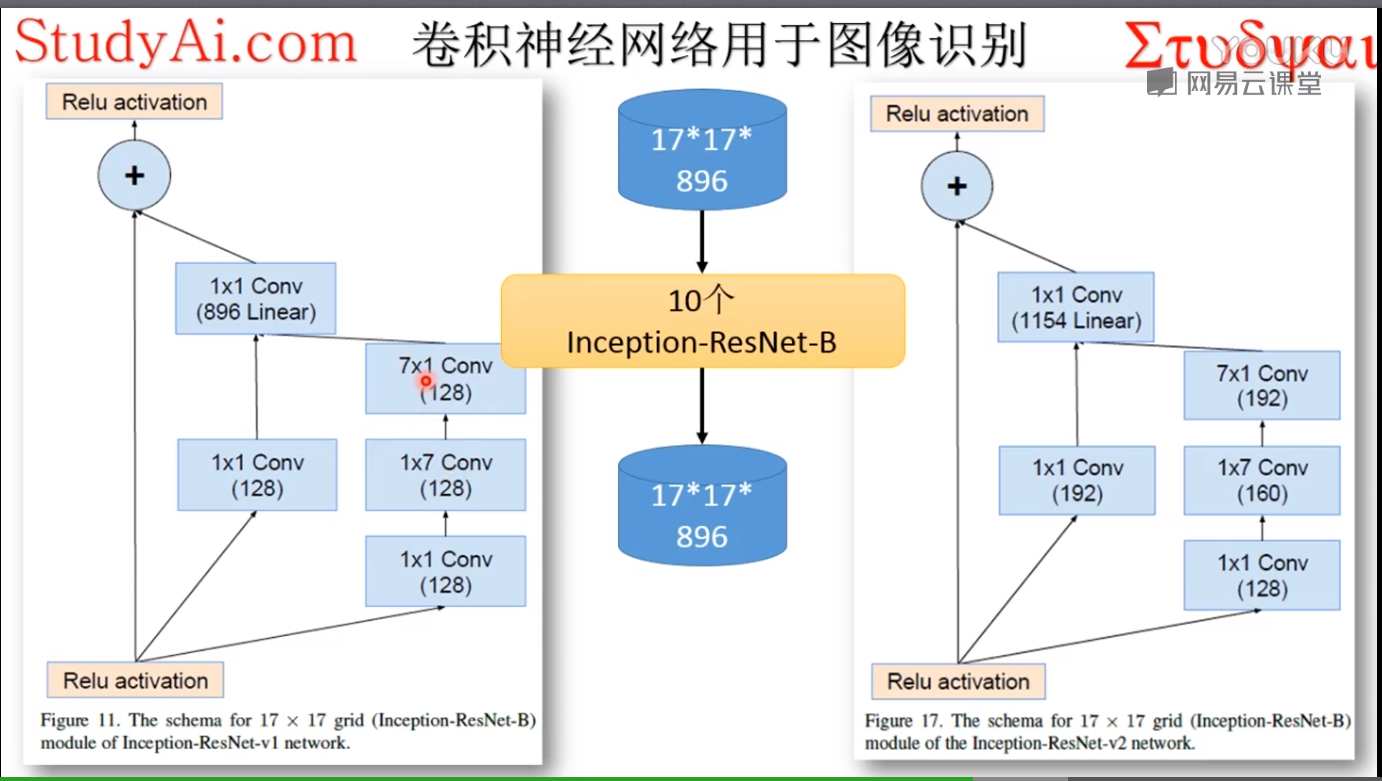 StudyAi.com
卷积神经网络用于图像识别
Στυδψαι
YOUKU
网易云课堂
Relu activation
+
1x1 Conv
(896 Linear)
7x1 Conv
(128)
1x1 Conv
(128)
1x7 Conv
(128)
1x1 Conv
(128)
Relu activation
Figure 11. The schema for 17 × 17 grid (Inception-ResNet-B)
module of Inception-ResNet-v1 network.
17*17*
896
10个
Inception-ResNet-B
17*17*
896
Relu activation
+
1x1 Conv
(1154 Linear)
7x1 Conv
(192)
1x1 Conv
(192)
1x7 Conv
(160)
1x1 Conv
(128)
Relu activation
Figure 17. The schema for 17 × 17 grid (Inception-ResNet-B)
module of the Inception-ResNet-v2 network.